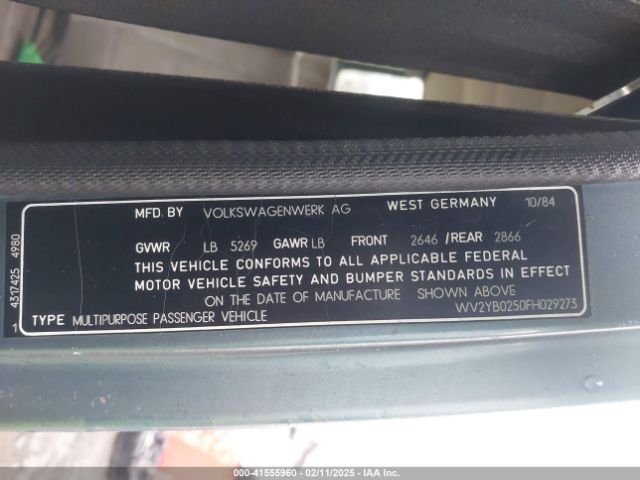 MFD. BY VOLKSWAGENWERK AG WEST GERMANY 10/84
GVWR LB 5269 GAWR LB FRONT 2646 /REAR 2866
THIS VEHICLE CONFORMS TO ALL APPLICABLE FEDERAL
MOTOR VEHICLE SAFETY AND BUMPER STANDARDS IN EFFECT
ON THE DATE OF MANUFACTURE SHOWN ABOVE
WV2YB0250FH029273
TYPE MULTIPURPOSE PASSENGER VEHICLE
1 4317425 4980
000-41555960 - 02/11/2025 - IAA Inc.